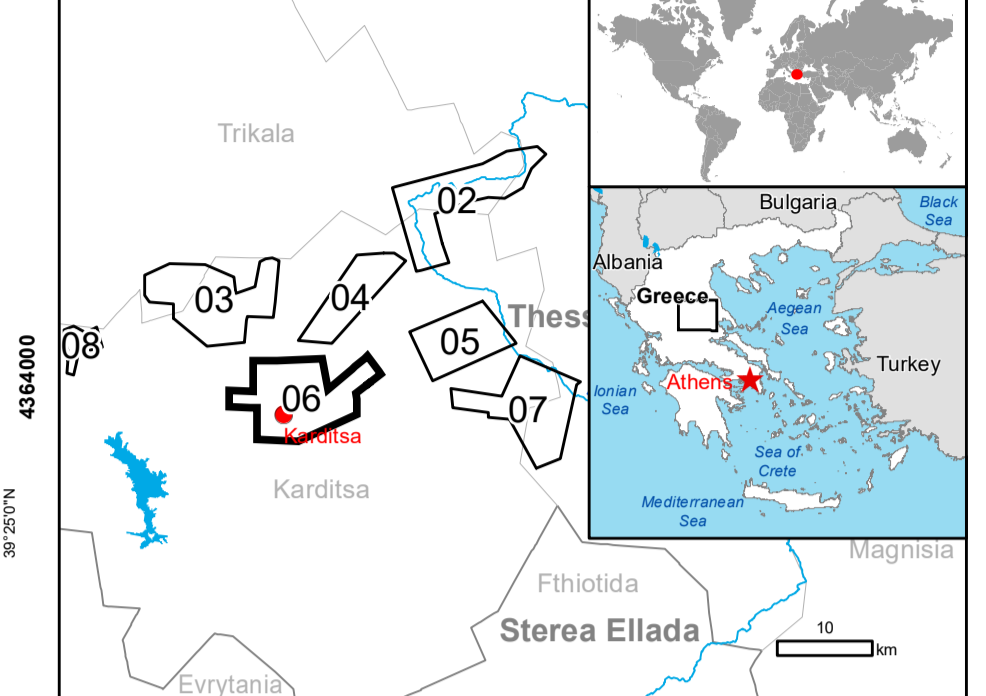 Trikala
02
03
04
Thess
05
08
06
07
Karditsa
Karditsa
4364000
39°25'0"N
Fthiotida
Sterea Ellada
Evrytania
Magnisia
10
km
Bulgaria
Black
Sea
Albania
Greece
Aegean
Sea
Turkey
Athens
Ionian
Sea
Sea of
Crete
Mediterranean
Sea